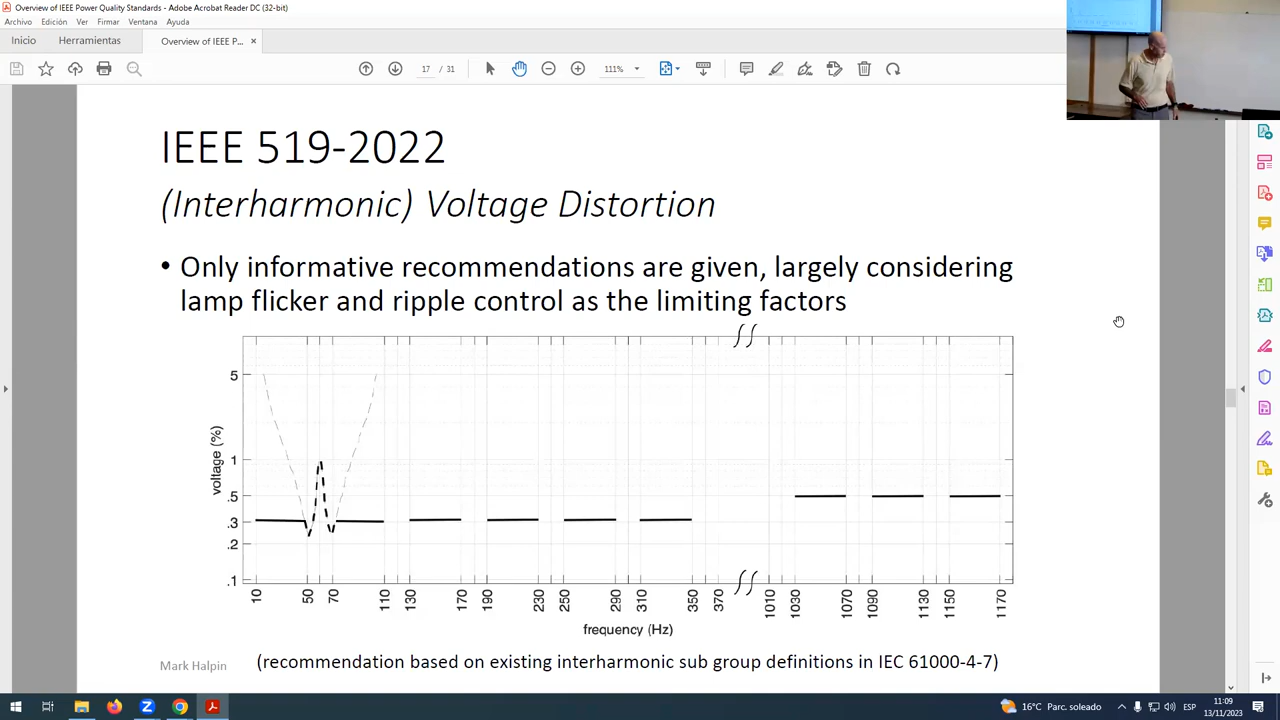 Overview of IEEE Power Quality Standards - Adobe Acrobat Reader DC (32-bit)
Archivo Edición Ver Firmar Ventana Ayuda
Inicio Herramientas Overview of IEEE P... ×
17 / 31 111%
IEEE 519-2022
(Interharmonic) Voltage Distortion
• Only informative recommendations are given, largely considering
lamp flicker and ripple control as the limiting factors
voltage (%)
5
1
.5
.3
.2
.1
10 50 70 110 130 170 190 230 250 290 310 350 370 1010 1030 1070 1090 1130 1150 1170
frequency (Hz)
Mark Halpin
(recommendation based on existing interharmonic sub group definitions in IEC 61000-4-7)
16°C Parc. soleado ESP 11:09
13/11/2023